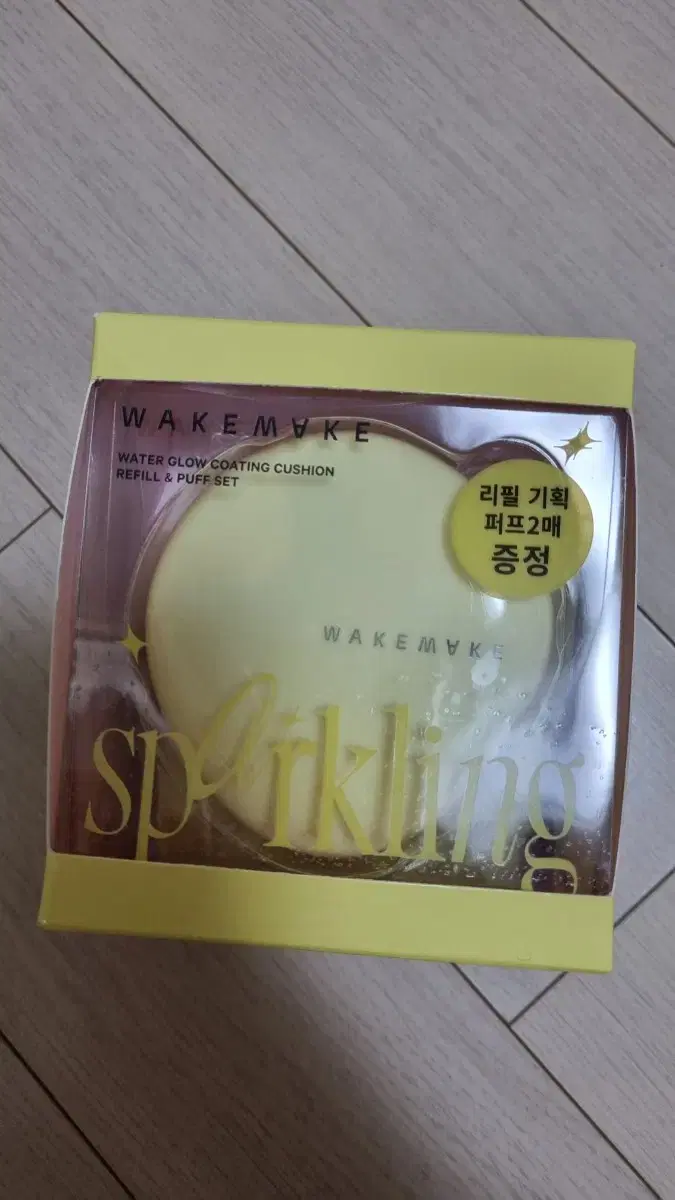 WAKEMAKE
WATER GLOW COATING CUSHION
REFILL & PUFF SET
리필 기획
퍼프2매
증정
WAKEMAKE
sparkling